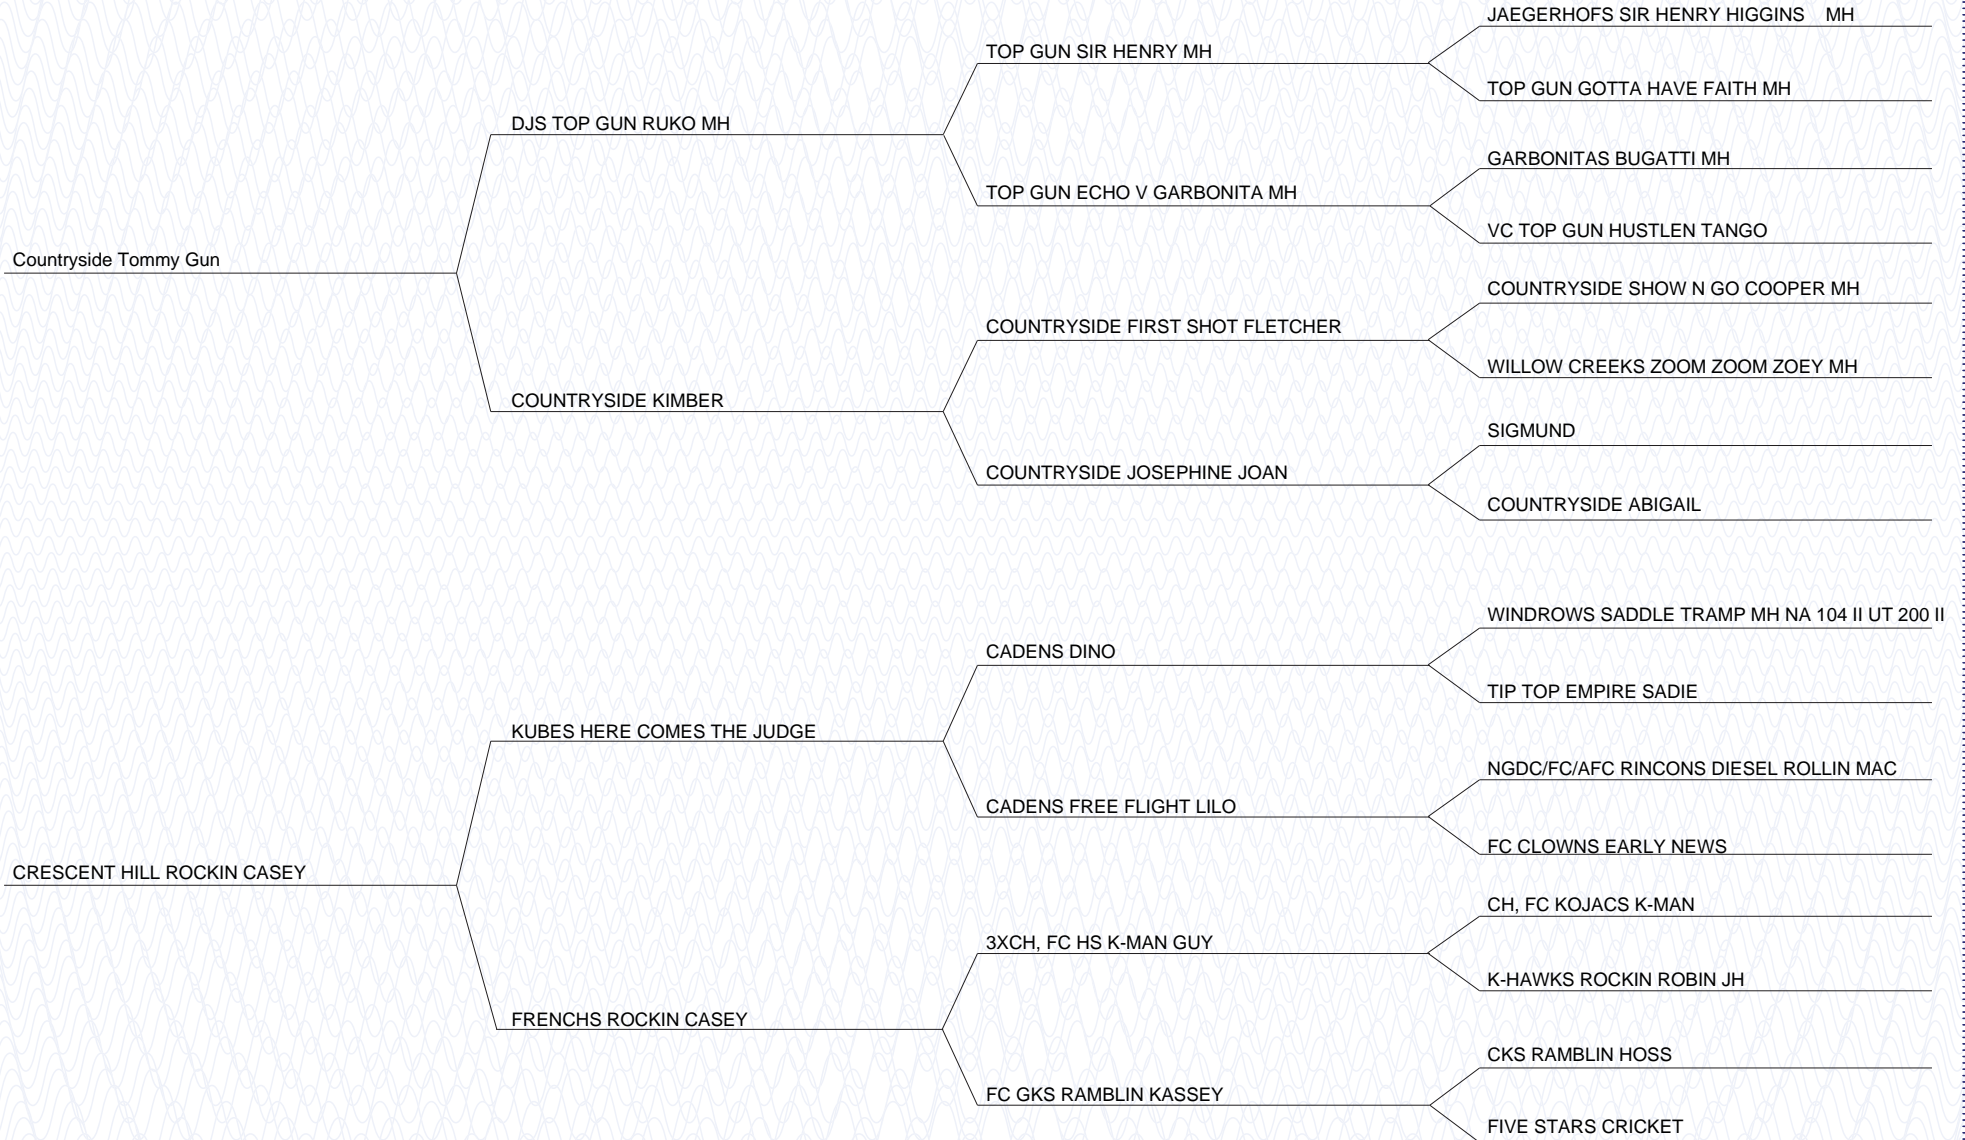 JAEGERHOFS SIR HENRY HIGGINS    MH
TOP GUN SIR HENRY MH
TOP GUN GOTTA HAVE FAITH MH
DJS TOP GUN RUKO MH
GARBONITAS BUGATTI MH
TOP GUN ECHO V GARBONITA MH
VC TOP GUN HUSTLEN TANGO
Countryside Tommy Gun
COUNTRYSIDE SHOW N GO COOPER MH
COUNTRYSIDE FIRST SHOT FLETCHER
WILLOW CREEKS ZOOM ZOOM ZOEY MH
COUNTRYSIDE KIMBER
SIGMUND
COUNTRYSIDE JOSEPHINE JOAN
COUNTRYSIDE ABIGAIL
WINDROWS SADDLE TRAMP MH NA 104 II UT 200 II
CADENS DINO
TIP TOP EMPIRE SADIE
KUBES HERE COMES THE JUDGE
NGDC/FC/AFC RINCONS DIESEL ROLLIN MAC
CADENS FREE FLIGHT LILO
FC CLOWNS EARLY NEWS
CRESCENT HILL ROCKIN CASEY
CH, FC KOJACS K-MAN
3XCH, FC HS K-MAN GUY
K-HAWKS ROCKIN ROBIN JH
FRENCHS ROCKIN CASEY
CKS RAMBLIN HOSS
FC GKS RAMBLIN KASSEY
FIVE STARS CRICKET